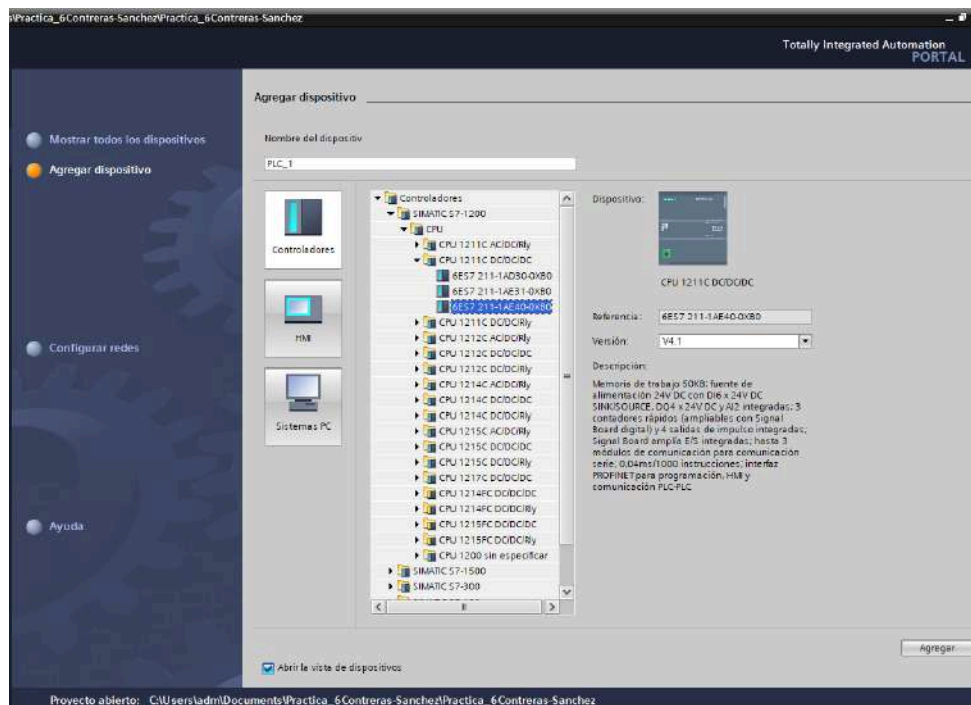 s\Practica_6Contreras-Sanchez\Practica_6Contreras-Sanchez
Totally Integrated Automation
PORTAL
Agregar dispositivo
Mostrar todos los dispositivos
Agregar dispositivo
Configurar redes
Ayuda
Nombre del dispositiv
PLC_1
Controladores
HMI
Sistemas PC
Controladores
SIMATIC S7-1200
CPU
CPU 1211C AC/DC/Rly
CPU 1211C DC/DC/DC
6ES7 211-1AD30-0XB0
6ES7 211-1AE31-0XB0
6ES7 211-1AE40-0XB0
CPU 1211C DC/DC/Rly
CPU 1212C AC/DC/Rly
CPU 1212C DC/DC/DC
CPU 1212C DC/DC/Rly
CPU 1214C AC/DC/Rly
CPU 1214C DC/DC/DC
CPU 1214C DC/DC/Rly
CPU 1215C AC/DC/Rly
CPU 1215C DC/DC/DC
CPU 1215C DC/DC/Rly
CPU 1217C DC/DC/DC
CPU 1214FC DC/DC/DC
CPU 1214FC DC/DC/Rly
CPU 1215FC DC/DC/DC
CPU 1215FC DC/DC/Rly
CPU 1200 sin especificar
SIMATIC S7-1500
SIMATIC S7-300
Dispositivo:
CPU 1211C DC/DC/DC
Referencia:
6ES7 211-1AE40-0XB0
Versión:
V4.1
Descripción:
Memoria de trabajo 50KB; fuente de
alimentación 24V DC con DI6 x 24V DC
SINK/SOURCE, DQ4 x 24V DC y AI2 integradas; 3
contadores rápidos (ampliables con Signal
Board digital) y 4 salidas de impulso integradas;
Signal Board amplía E/S integradas; hasta 3
módulos de comunicación para comunicación
serie; 0,04ms/1000 instrucciones; interfaz
PROFINET para programación, HMI y
comunicación PLC-PLC
Agregar
Abrir la vista de dispositivos
Proyecto abierto: C:\Users\adm\Documents\Practica_6Contreras-Sanchez\Practica_6Contreras-Sanchez